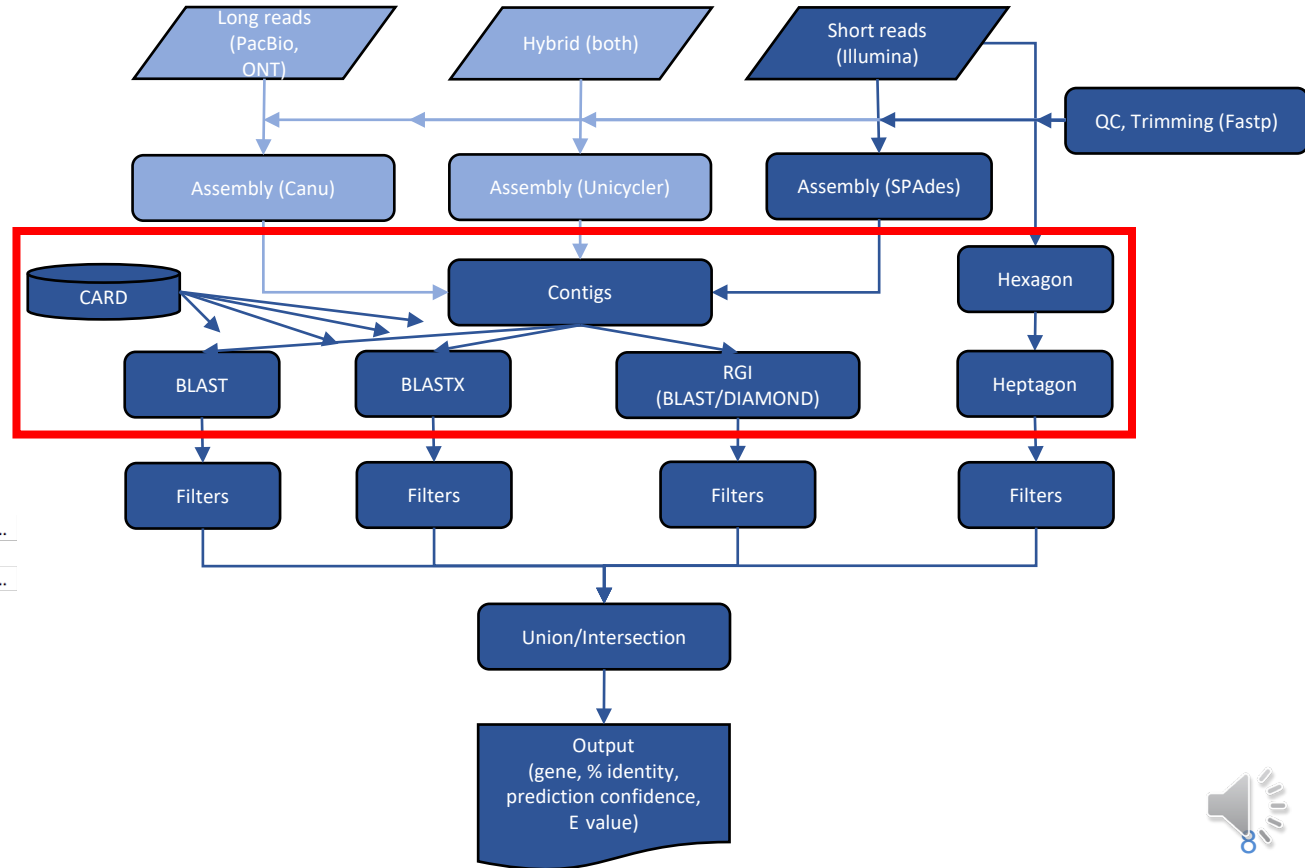 Long reads
(PacBio,
ONT)
Hybrid (both)
Short reads
(Illumina)
QC, Trimming (Fastp)
Assembly (Canu)
Assembly (Unicycler)
Assembly (SPAdes)
CARD
Contigs
Hexagon
BLAST
BLASTX
RGI
(BLAST/DIAMOND)
Heptagon
Filters
Filters
Filters
Filters
..
..
Union/Intersection
Output
(gene, % identity,
prediction confidence,
E value)
8